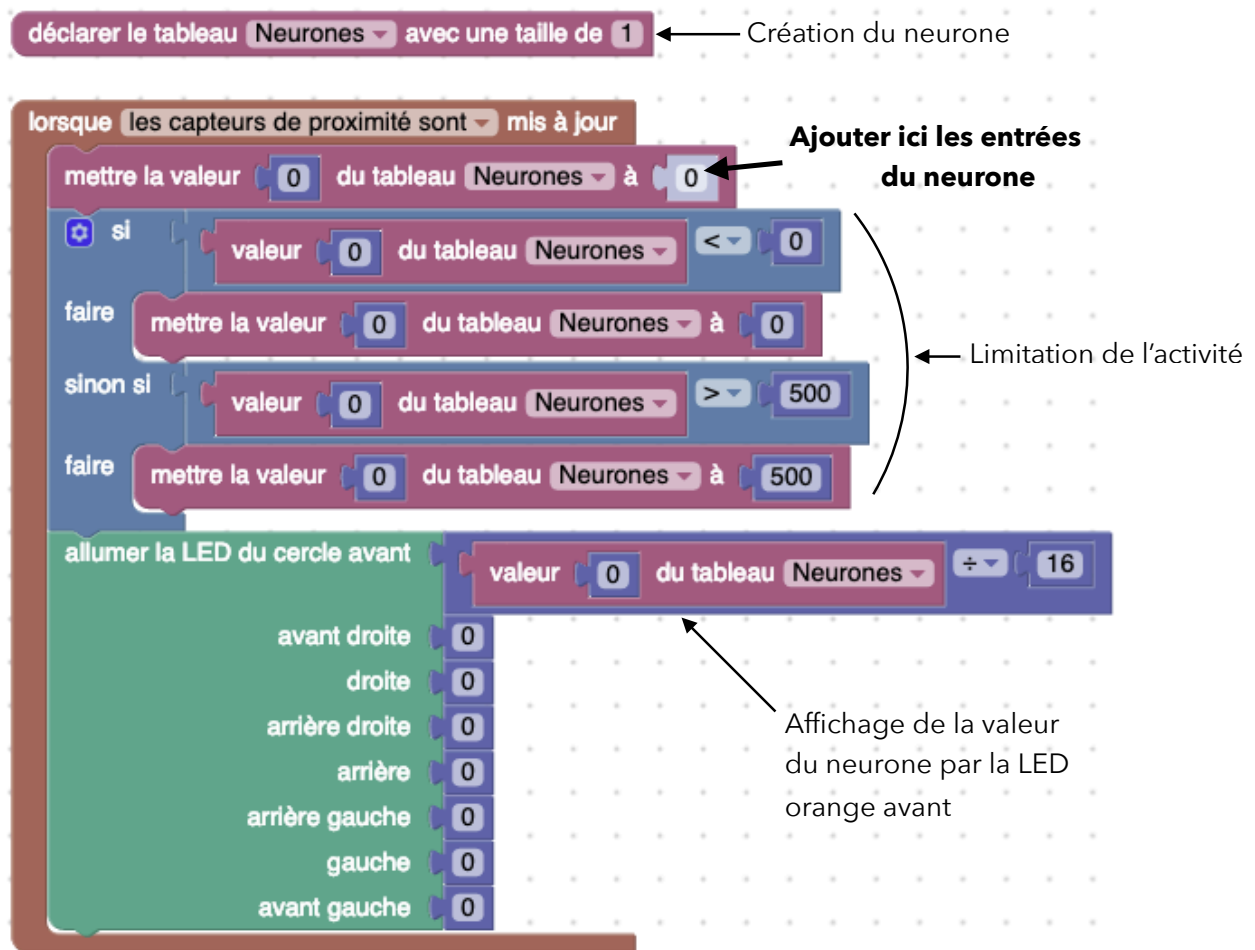 déclarer le tableau Neurones avec une taille de 1
Création du neurone
lorsque les capteurs de proximité sont mis à jour
Ajouter ici les entrées
du neurone
mettre la valeur 0 du tableau Neurones à 0
si valeur 0 du tableau Neurones < 0
faire mettre la valeur 0 du tableau Neurones à 0
Limitation de l'activité
sinon si valeur 0 du tableau Neurones > 500
faire mettre la valeur 0 du tableau Neurones à 500
allumer la LED du cercle avant valeur 0 du tableau Neurones ÷ 16
avant droite 0
droite 0
arrière droite 0
arrière 0
arrière gauche 0
gauche 0
avant gauche 0
Affichage de la valeur
du neurone par la LED
orange avant